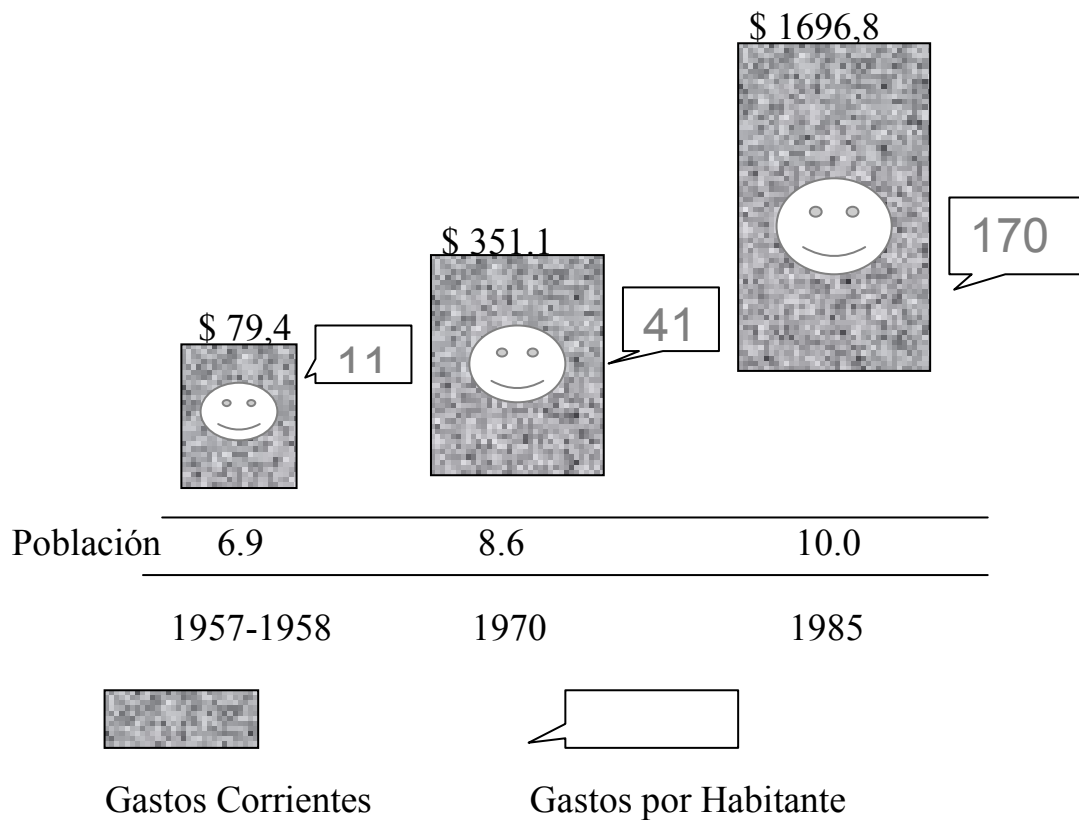 $ 1696,8
170
$ 351.1
41
$ 79,4
11
Población 6.9 8.6 10.0
1957-1958 1970 1985
Gastos Corrientes Gastos por Habitante